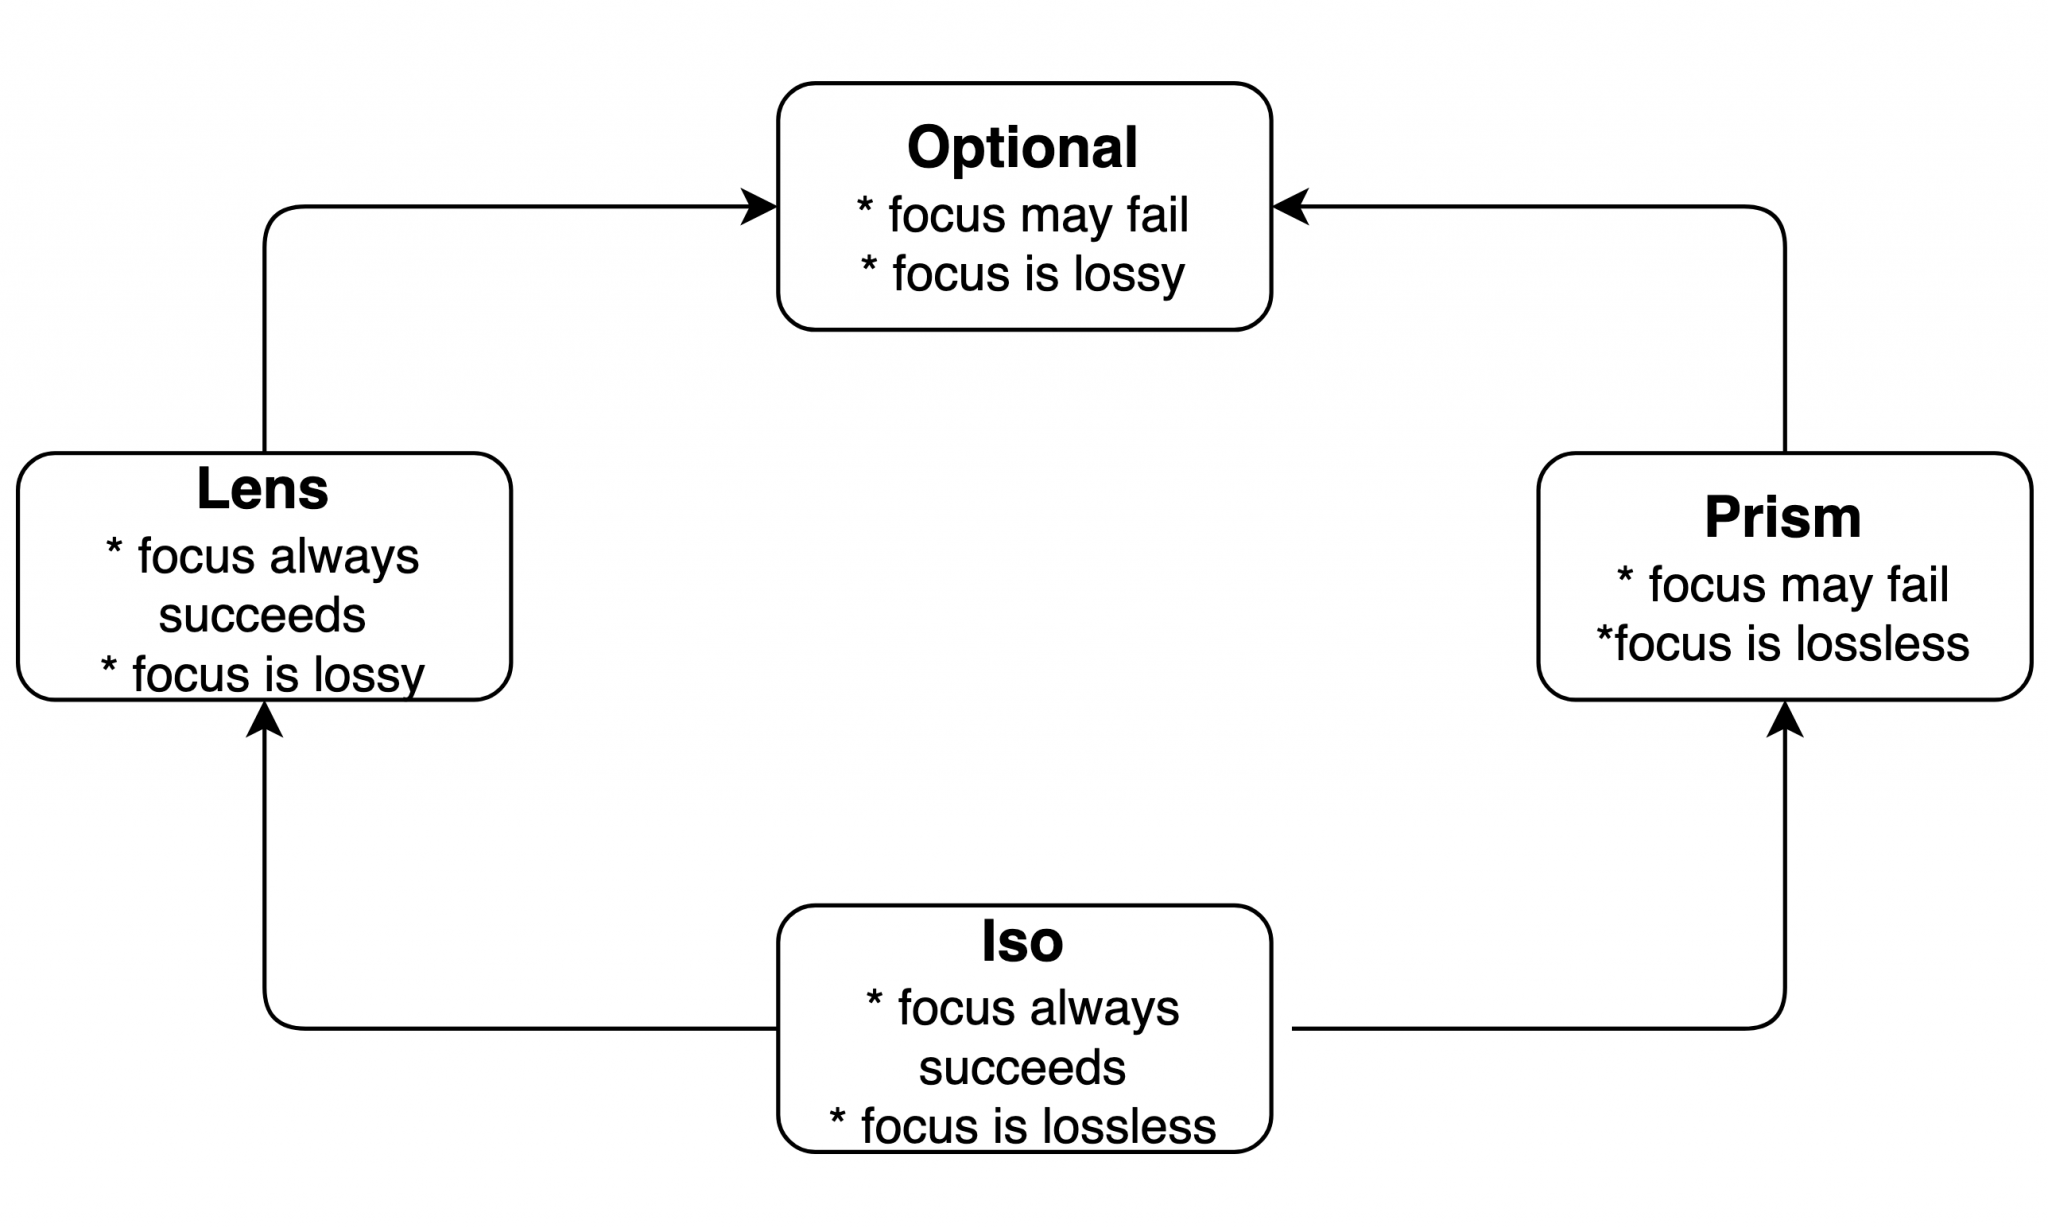 Optional
* focus may fail
* focus is lossy
Lens
* focus always
succeeds
* focus is lossy
Prism
* focus may fail
*focus is lossless
Iso
* focus always
succeeds
* focus is lossless